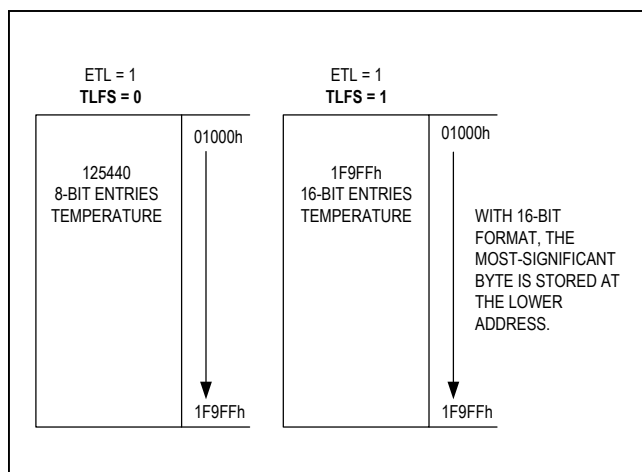 ETL = 1
TLFS = 0
01000h
125440
8-BIT ENTRIES
TEMPERATURE
1F9FFh
ETL = 1
TLFS = 1
01000h
1F9FFh
16-BIT ENTRIES
TEMPERATURE
WITH 16-BIT
FORMAT, THE
MOST-SIGNIFICANT
BYTE IS STORED AT
THE LOWER
ADDRESS.
1F9FFh